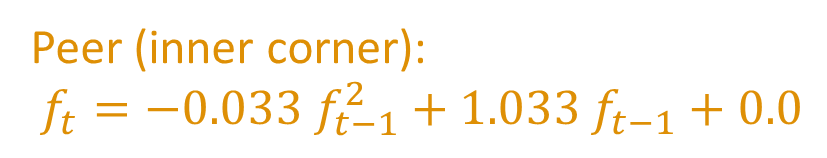 Peer (inner corner):
f_t = −0.033 f_{t−1}^2 + 1.033 f_{t−1} + 0.0